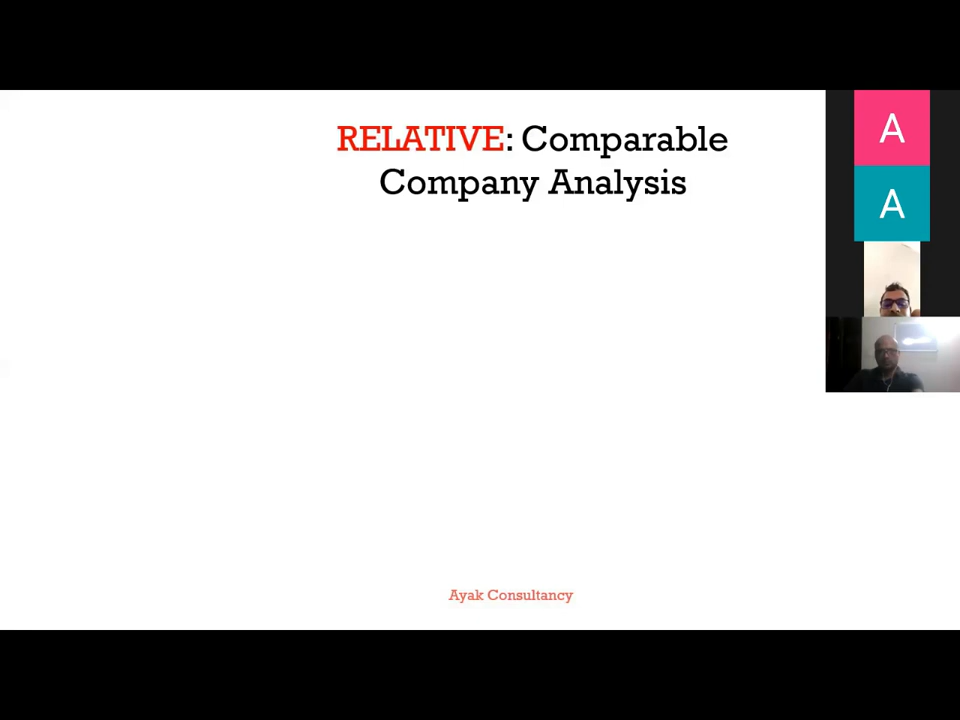 RELATIVE: Comparable
Company Analysis
A
A
Ayak Consultancy